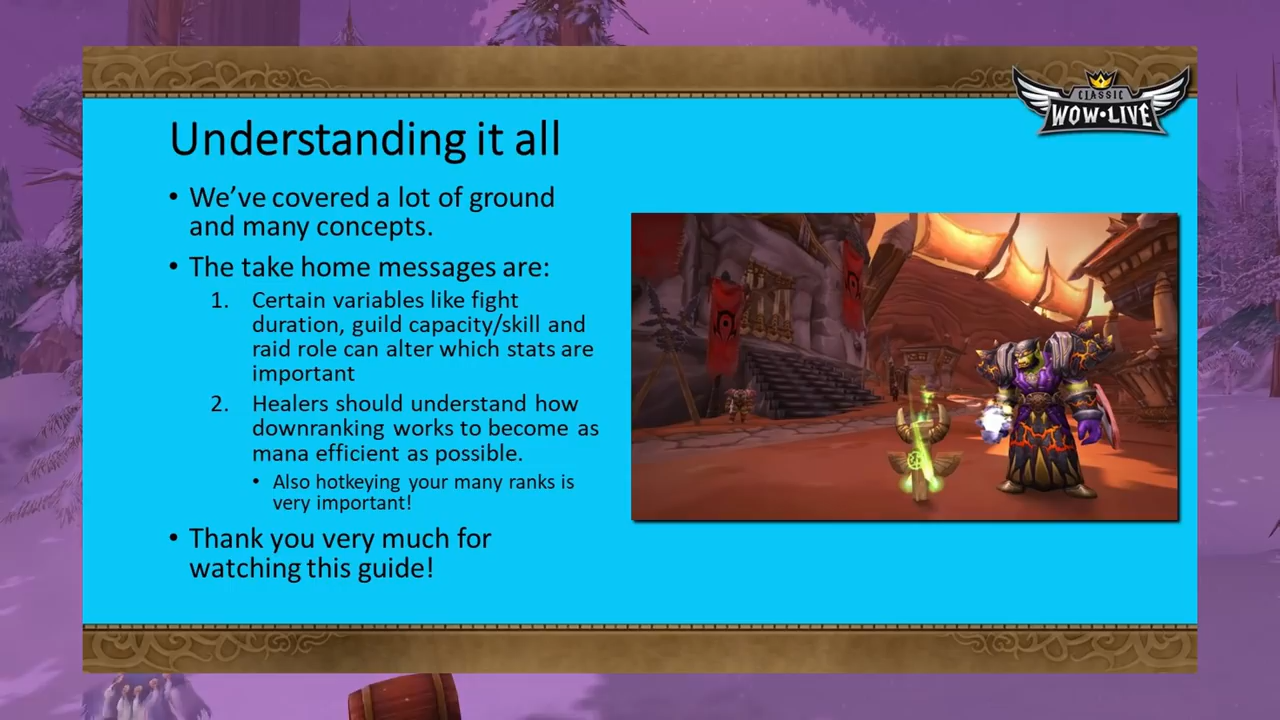 CLASSIC
WOW•LIVE
Understanding it all
• We’ve covered a lot of ground
and many concepts.
• The take home messages are:
1. Certain variables like fight
duration, guild capacity/skill and
raid role can alter which stats are
important
2. Healers should understand how
downranking works to become as
mana efficient as possible.
• Also hotkeying your many ranks is
very important!
• Thank you very much for
watching this guide!